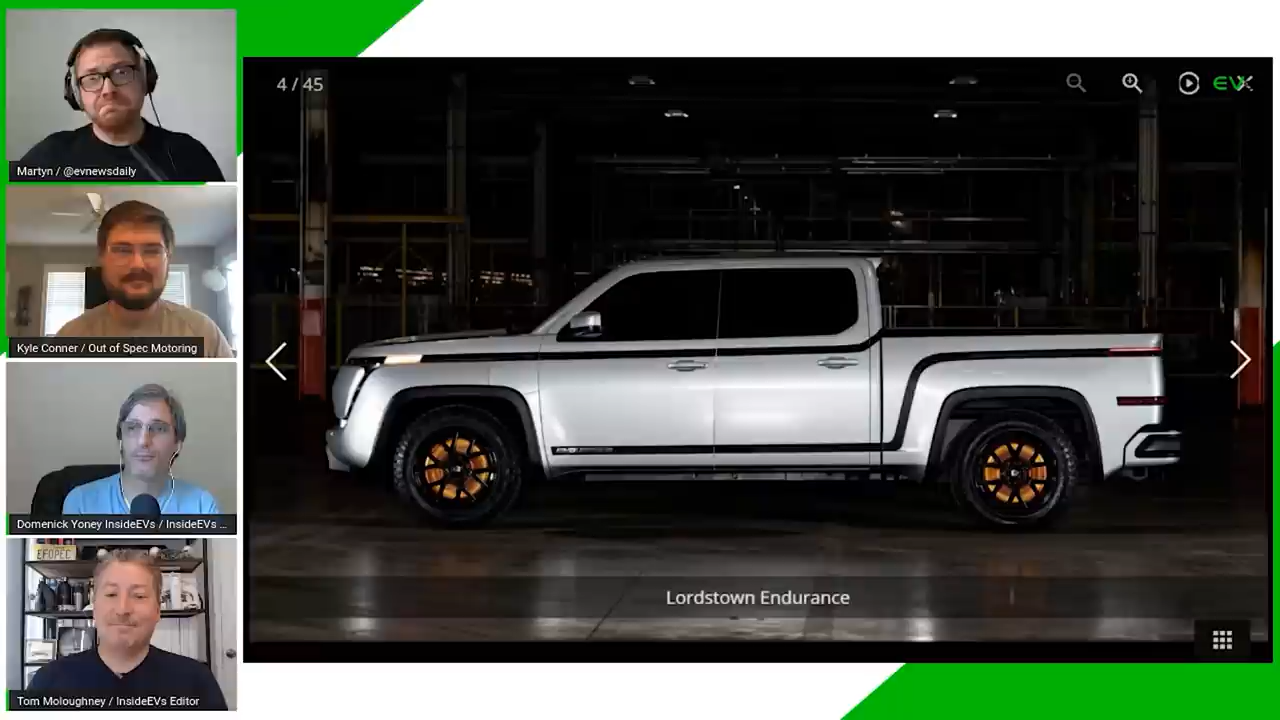 Martyn / @evnewsdaily
Kyle Conner / Out of Spec Motoring
Domenick Yoney InsideEVs / InsideEVs ...
EFOPEC
Tom Moloughney / InsideEVs Editor
4 / 45
EV
Lordstown Endurance